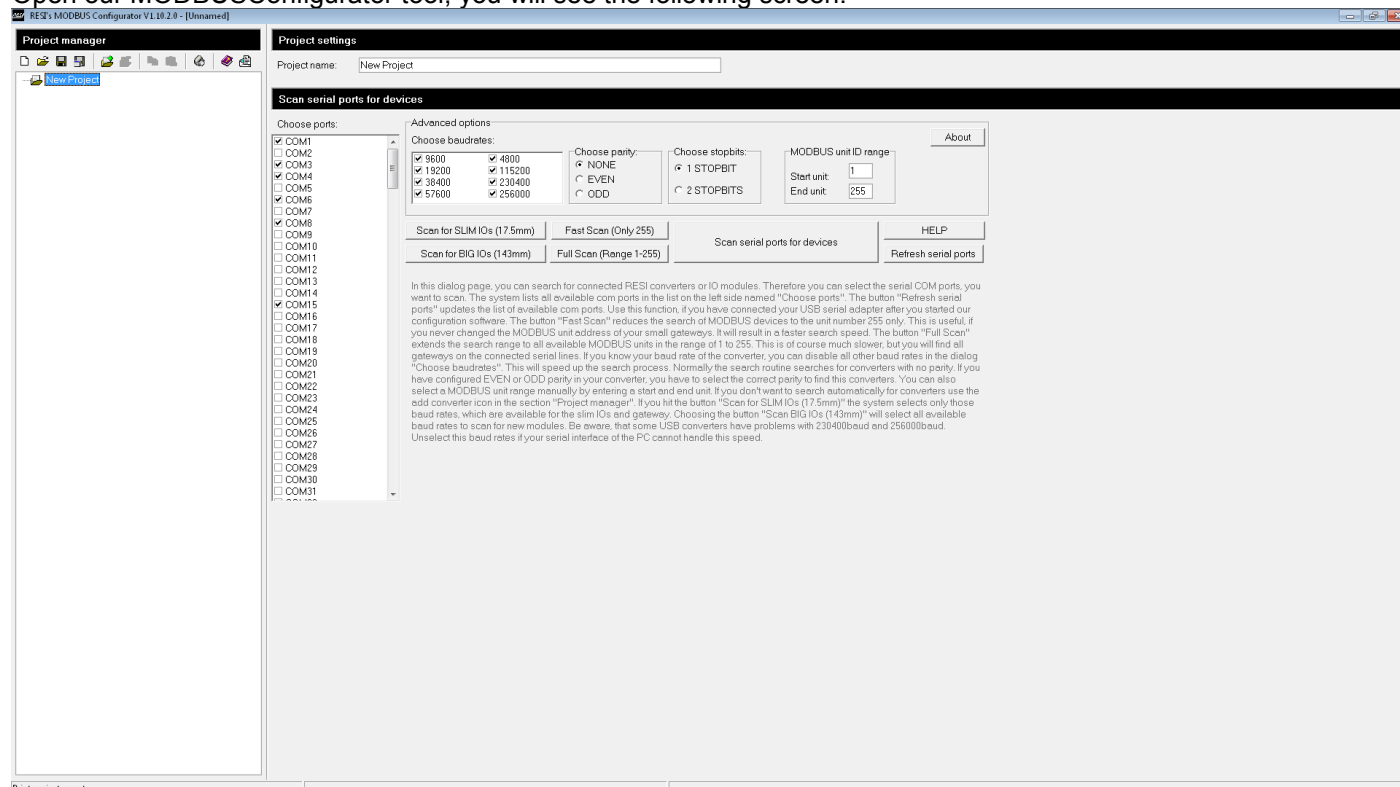 Open our MODBUSConfigurator tool, you will see the following screen:
RESI's MODBUS Configurator V1.10.2.0 - [Unnamed]
Project manager
New Project
Project settings
Project name: New Project
Scan serial ports for devices
Choose ports:
COM1
COM2
COM3
COM4
COM5
COM6
COM7
COM8
COM9
COM10
COM11
COM12
COM13
COM14
COM15
COM16
COM17
COM18
COM19
COM20
COM21
COM22
COM23
COM24
COM25
COM26
COM27
COM28
COM29
COM30
COM31
Advanced options
About
Choose baudrates:
9600 4800
19200 115200
38400 230400
57600 256000
Choose parity:
NONE
EVEN
ODD
Choose stopbits:
1 STOPBIT
2 STOPBITS
MODBUS unit ID range
Start unit: 1
End unit: 255
Scan for SLIM IOs (17.5mm) Fast Scan (Only 255) Scan serial ports for devices HELP
Scan for BIG IOs (143mm) Full Scan (Range 1-255) Refresh serial ports
In this dialog page, you can search for connected RESI converters or IO modules. Therefore you can select the serial COM ports, you
want to scan. The system lists all available com ports in the list on the left side named "Choose ports". The button "Refresh serial
ports" updates the list of available com ports. Use this function, if you have connected your USB serial adapter after you started our
configuration software. The button "Fast Scan" reduces the search of MODBUS devices to the unit number 255 only. This is useful, if
you never changed the MODBUS unit address of your small gateways. It will result in a faster search speed. The button "Full Scan"
extends the search range to all available MODBUS units in the range of 1 to 255. This is of course much slower, but you will find all
gateways on the connected serial lines. If you know your baud rate of the converter, you can disable all other baud rates in the dialog
"Choose baudrates". This will speed up the search process. Normally the search routine searches for converters with no parity. If you
have configured EVEN or ODD parity in your converter, you have to select the correct parity to find this converters. You can also
select a MODBUS unit range manually by entering a start and end unit. If you don't want to search automatically for converters use the
add converter icon in the section "Project manager". If you hit the button "Scan for SLIM IOs (17.5mm)" the system selects only those
baud rates, which are available for the slim IOs and gateway. Choosing the button "Scan BIG IOs (143mm)" will select all available
baud rates to scan for new modules. Be aware, that some USB converters have problems with 230400baud and 256000baud.
Unselect this baud rates if your serial interface of the PC cannot handle this speed.